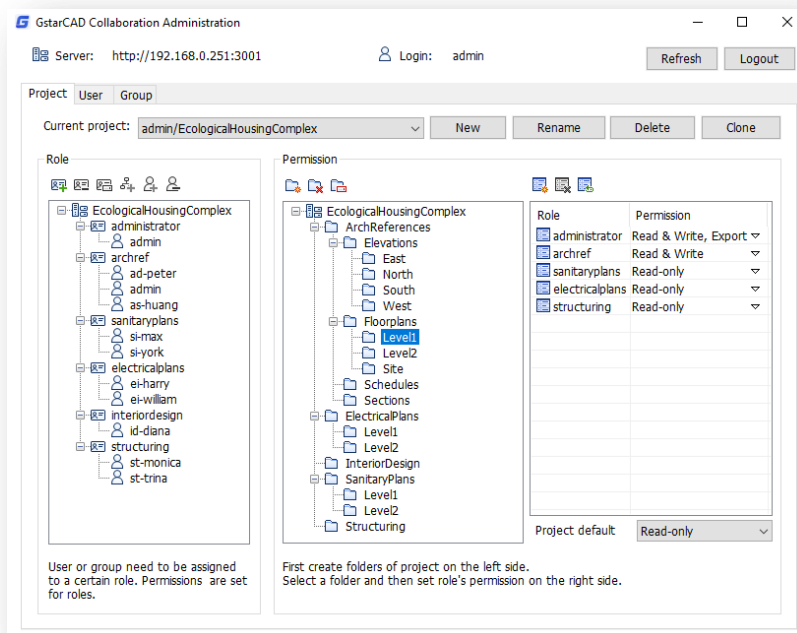 GstarCAD Collaboration Administration
Server: http://192.168.0.251:3001 Login: admin Refresh Logout
Project User Group
Current project: admin/EcologicalHousingComplex New Rename Delete Clone
Role
EcologicalHousingComplex
administrator
admin
archref
ad-peter
admin
as-huang
sanitaryplans
si-max
si-york
electricalplans
ei-harry
ei-william
interiordesign
id-diana
structuring
st-monica
st-trina
User or group need to be assigned
to a certain role. Permissions are set
for roles.
Permission
EcologicalHousingComplex
ArchReferences
Elevations
East
North
South
West
Floorplans
Level1
Level2
Site
Schedules
Sections
ElectricalPlans
Level1
Level2
InteriorDesign
SanitaryPlans
Level1
Level2
Structuring
Role Permission
administrator Read & Write, Export
archref Read & Write
sanitaryplans Read-only
electricalplans Read-only
structuring Read-only
Project default Read-only
First create folders of project on the left side.
Select a folder and then set role's permission on the right side.